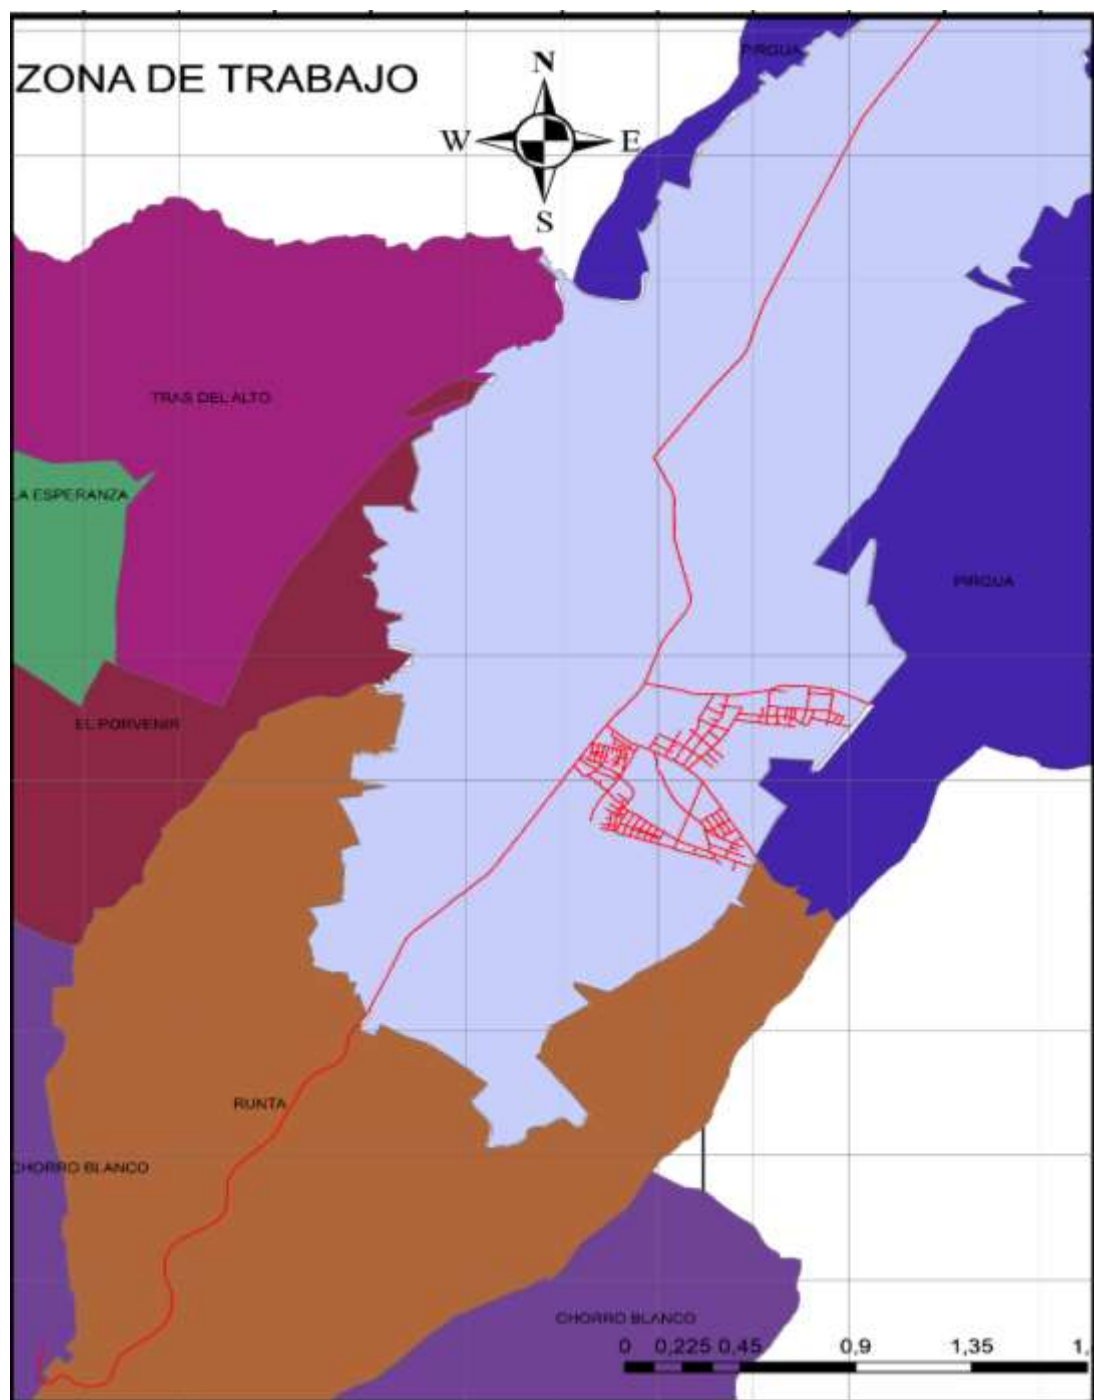 PIRGUA
ZONA DE TRABAJO
N
W
E
S
TRAS DEL ALTO
LA ESPERANZA
PIRGUA
EL PORVENIR
RUNTA
CHORRO BLANCO
CHORRO BLANCO
0 0,225 0,45 0,9 1,35 1,